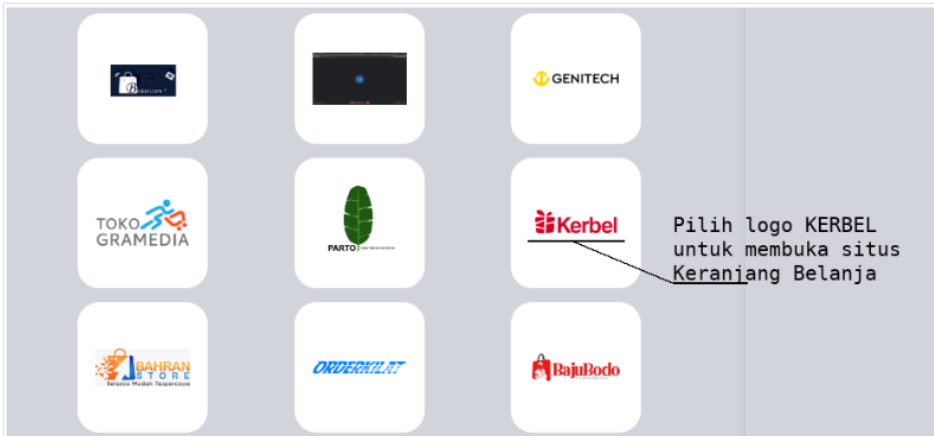 GENITECH
TOKO
GRAMEDIA
PARTO
Kerbel
Pilih logo KERBEL
untuk membuka situs
Keranjang Belanja
BAHRAN
STORE
Belanja Mudah Terpercaya
ORDERKILAT
BajuBodo